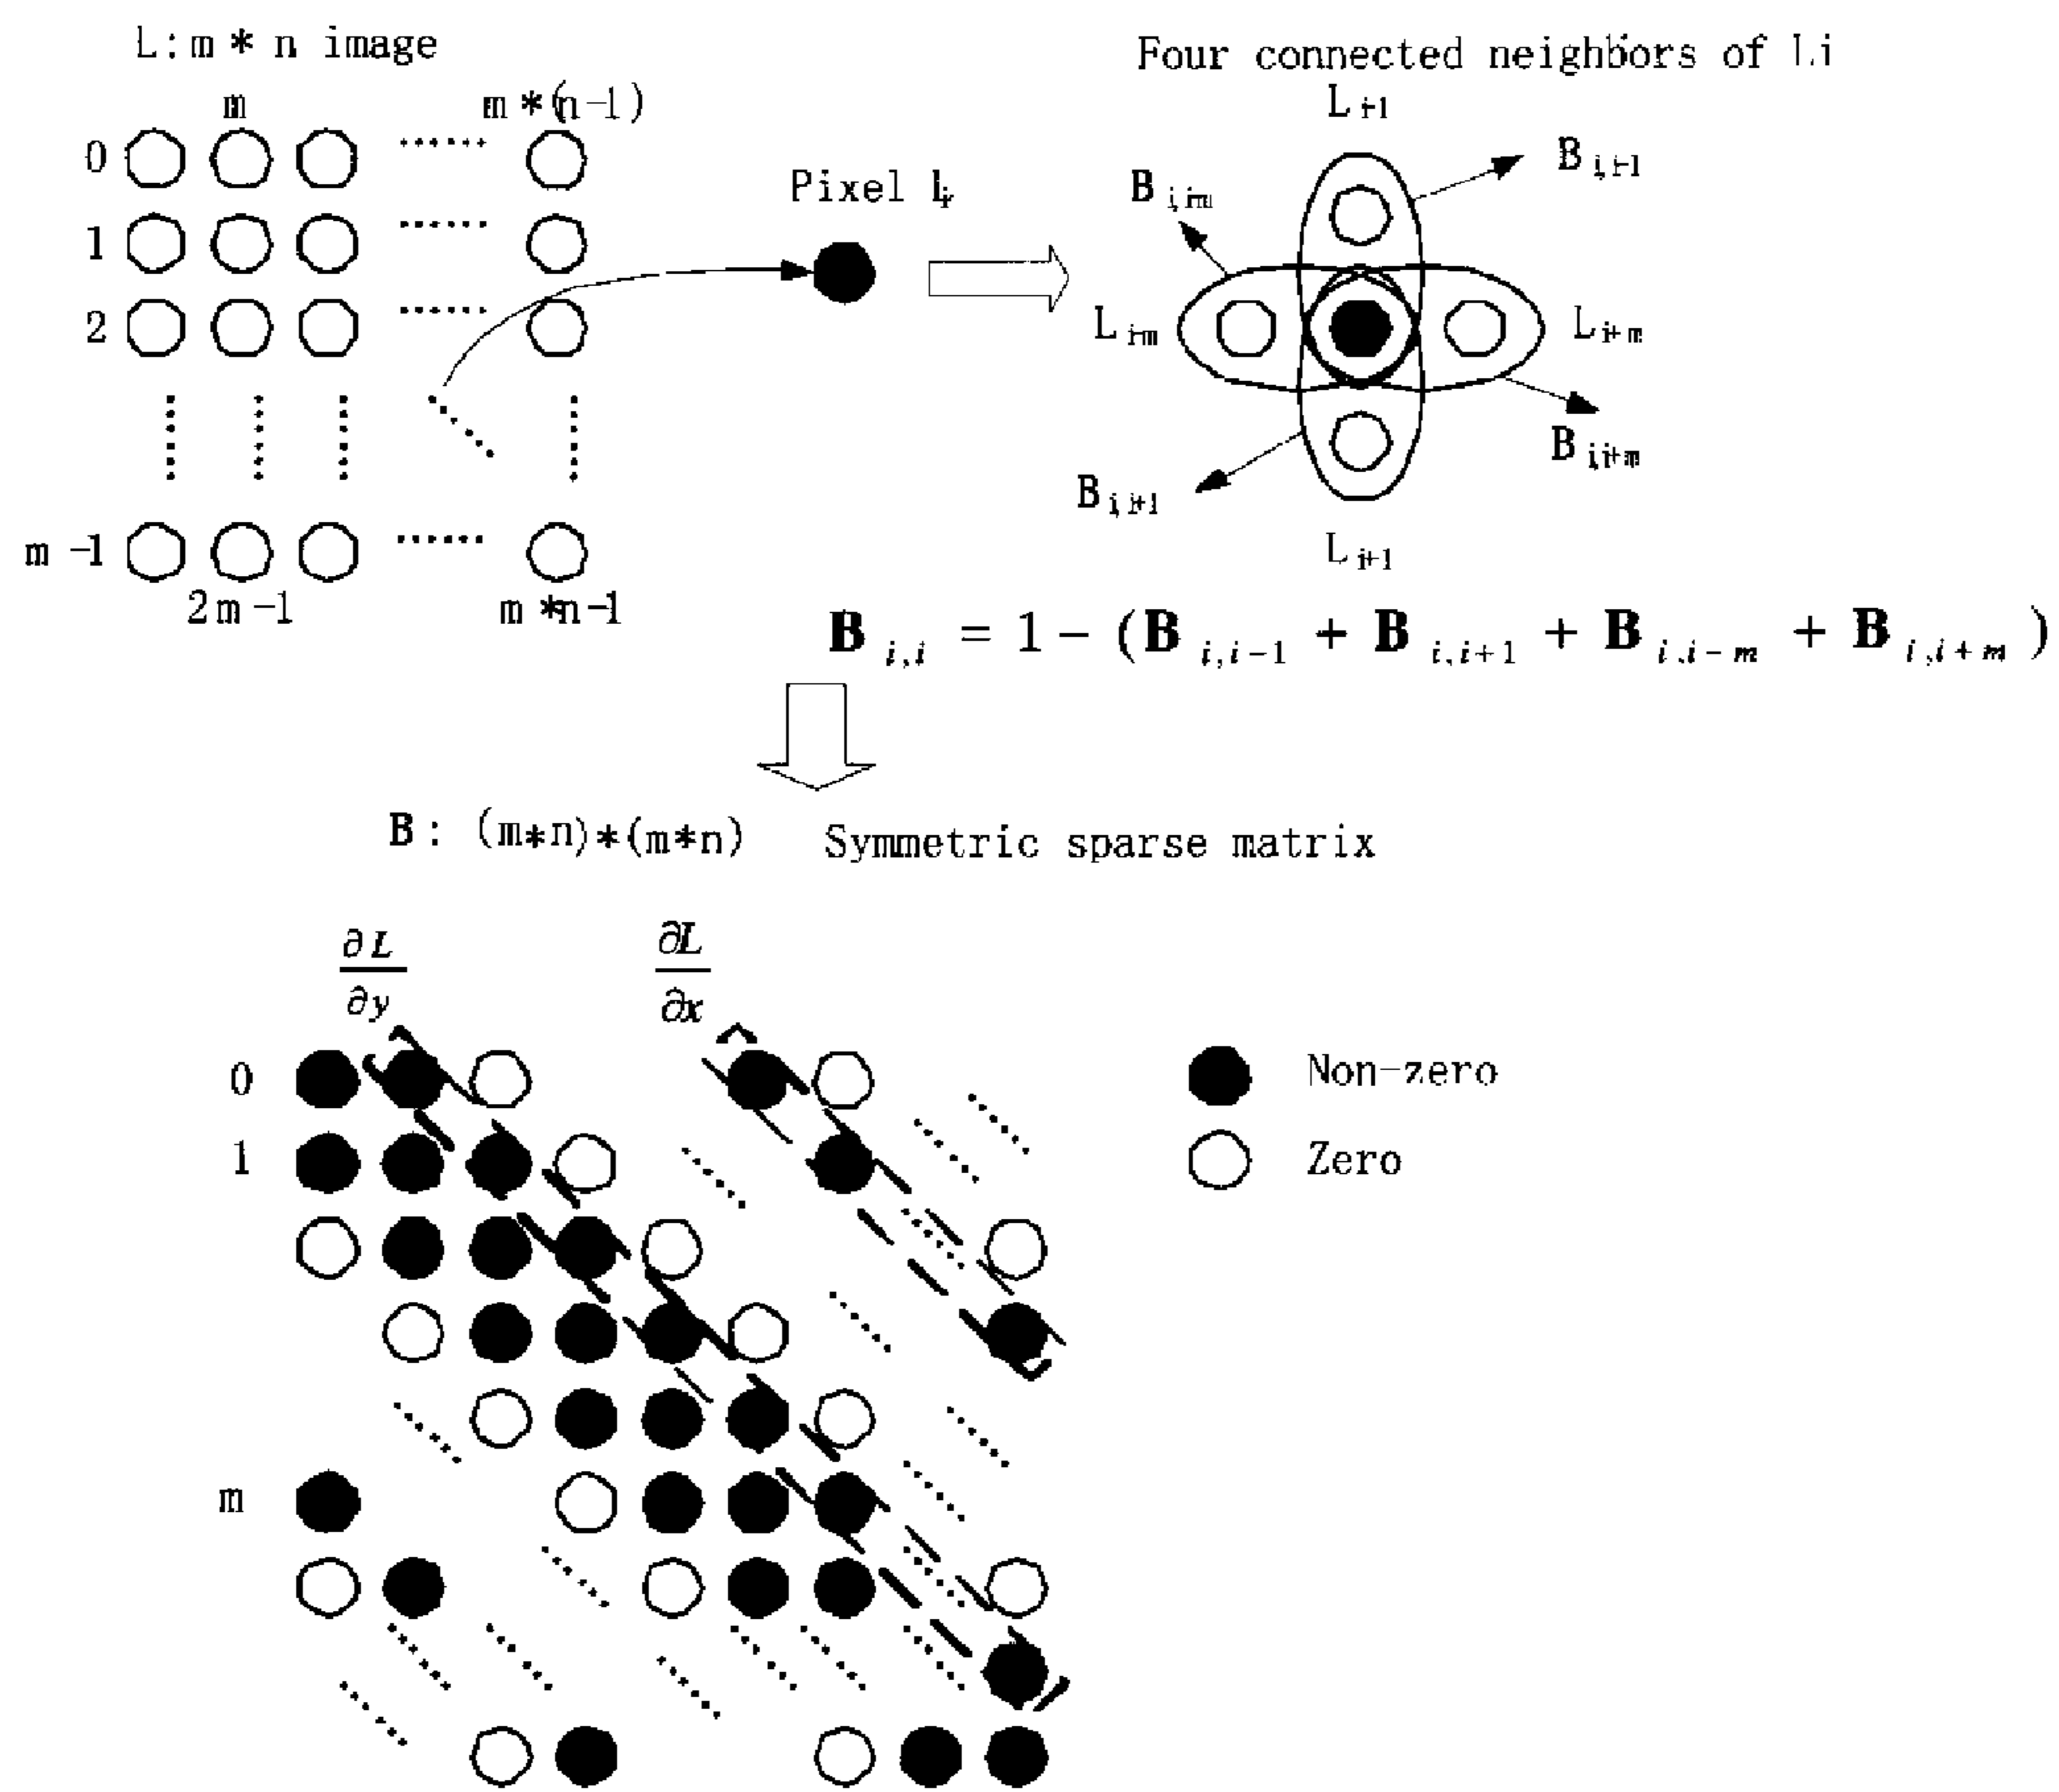 L:m * n image
m
m*(n-1)
0
1
2
m-1
2m-1
m*n-1
Pixel Li
Four connected neighbors of Li
L i-1
B i,i-1
B i,i-m
L i-m
L i+m
B i,i+m
B i,i+1
L i+1
B i,i = 1-(B i,i-1 + B i,i+1 + B i,i-m + B i,i+m)
B: (m*n)*(m*n) Symmetric sparse matrix
∂L/∂y
∂L/∂x
0
1
m
Non-zero
Zero